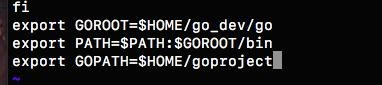 fi
export GOROOT=$HOME/go_dev/go
export PATH=$PATH:$GOROOT/bin
export GOPATH=$HOME/goproject
~